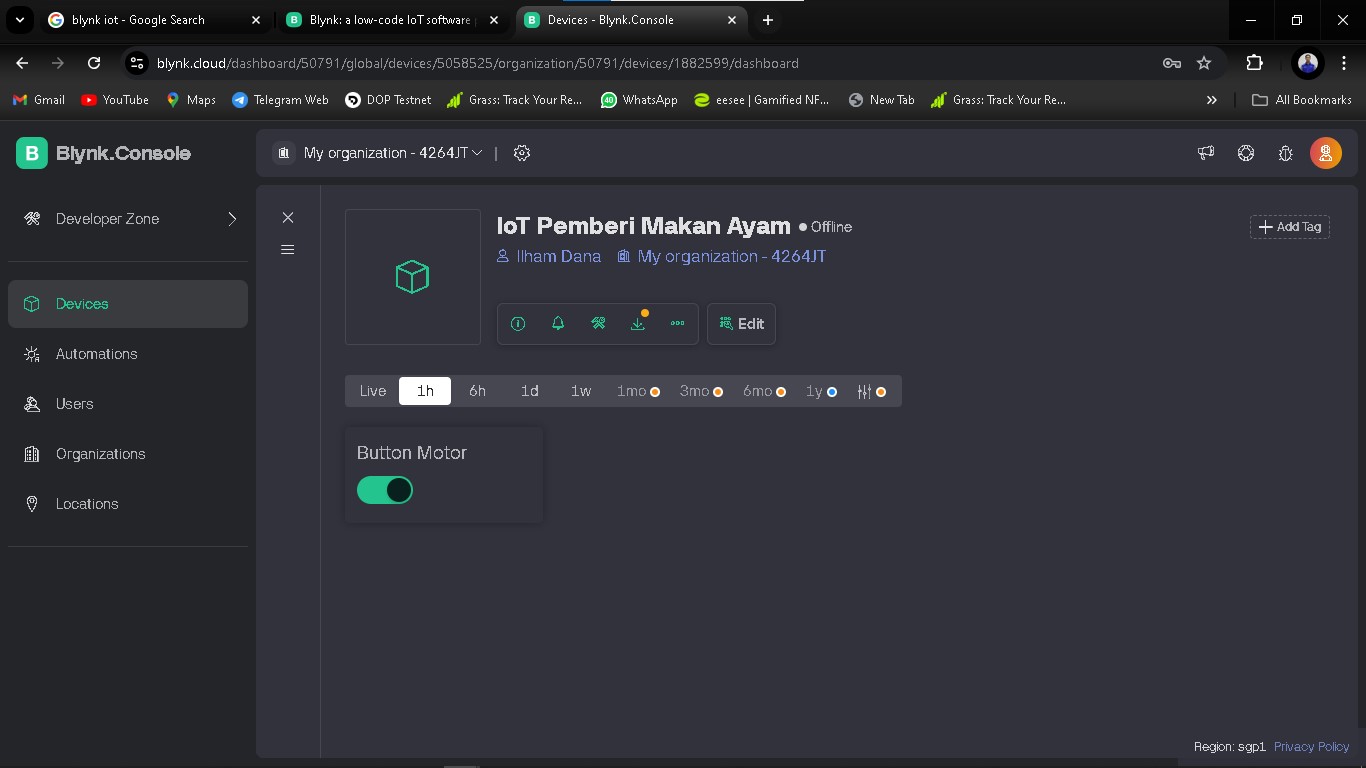 blynk iot - Google Search
Blynk: a low-code IoT software
Devices - Blynk.Console
blynk.cloud/dashboard/50791/global/devices/5058525/organization/50791/devices/1882599/dashboard
Gmail YouTube Maps Telegram Web DOP Testnet Grass: Track Your Re... 40 WhatsApp eesee | Gamified NF... New Tab Grass: Track Your Re... » All Bookmarks
B Blynk.Console
My organization - 4264JT |
Developer Zone
IoT Pemberi Makan Ayam Offline
Add Tag
Ilham Dana My organization - 4264JT
Devices
Edit
Automations
Live 1h 6h 1d 1w 1mo 3mo 6mo 1y
Users
Button Motor
Organizations
Locations
Region: sgp1 Privacy Policy